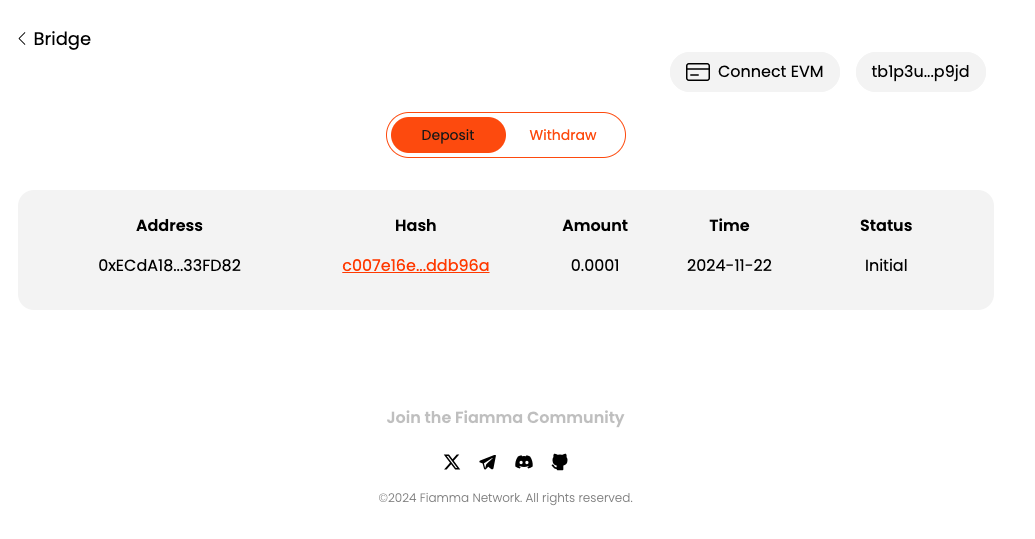 Bridge
Connect EVM
tb1p3u...p9jd
Deposit
Withdraw
Address Hash Amount Time Status
0xECdA18...33FD82 c007e16e...ddb96a 0.0001 2024-11-22 Initial
Join the Fiamma Community
©2024 Fiamma Network. All rights reserved.